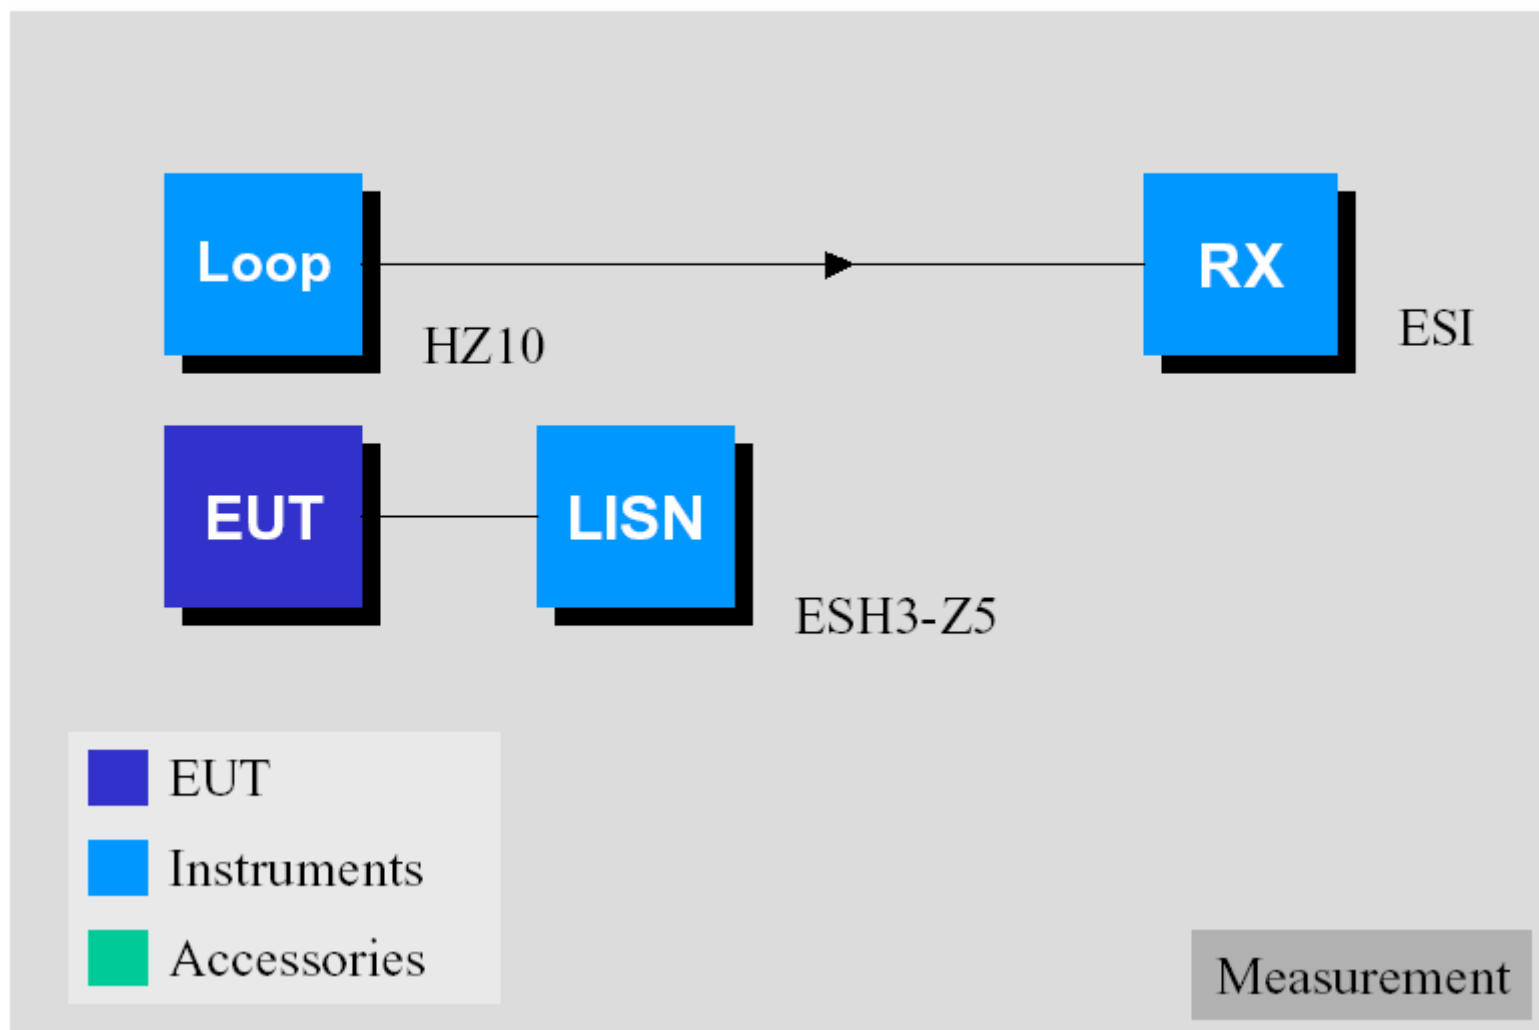 Loop
HZ10
RX
ESI
EUT
LISN
ESH3-Z5
EUT
Instruments
Accessories
Measurement